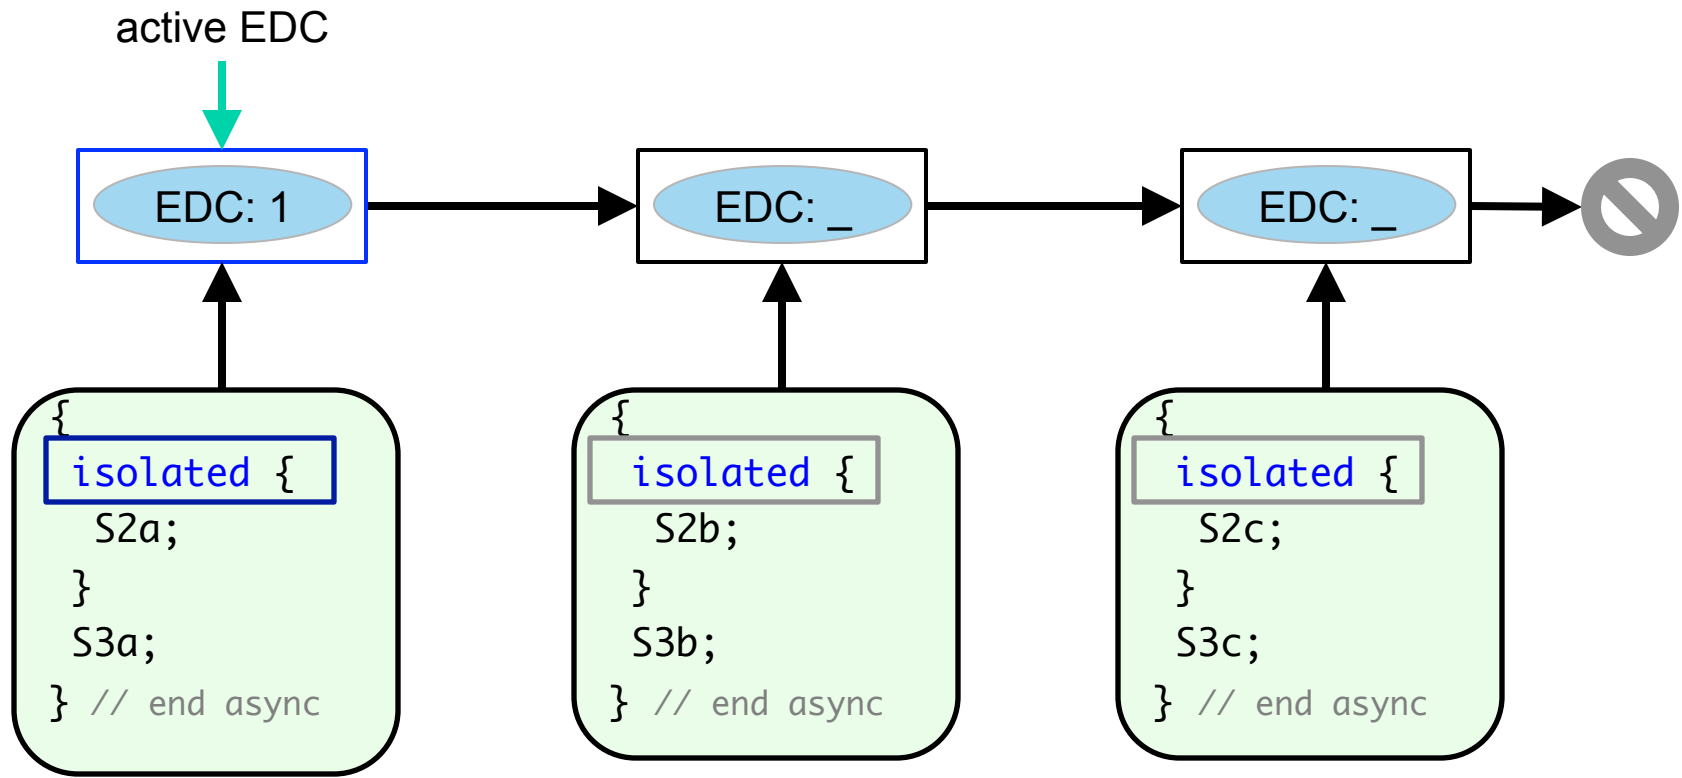 active EDC
EDC: 1
EDC: _
EDC: _
{
isolated {
S2a;
}
S3a;
} // end async
{
isolated {
S2b;
}
S3b;
} // end async
{
isolated {
S2c;
}
S3c;
} // end async